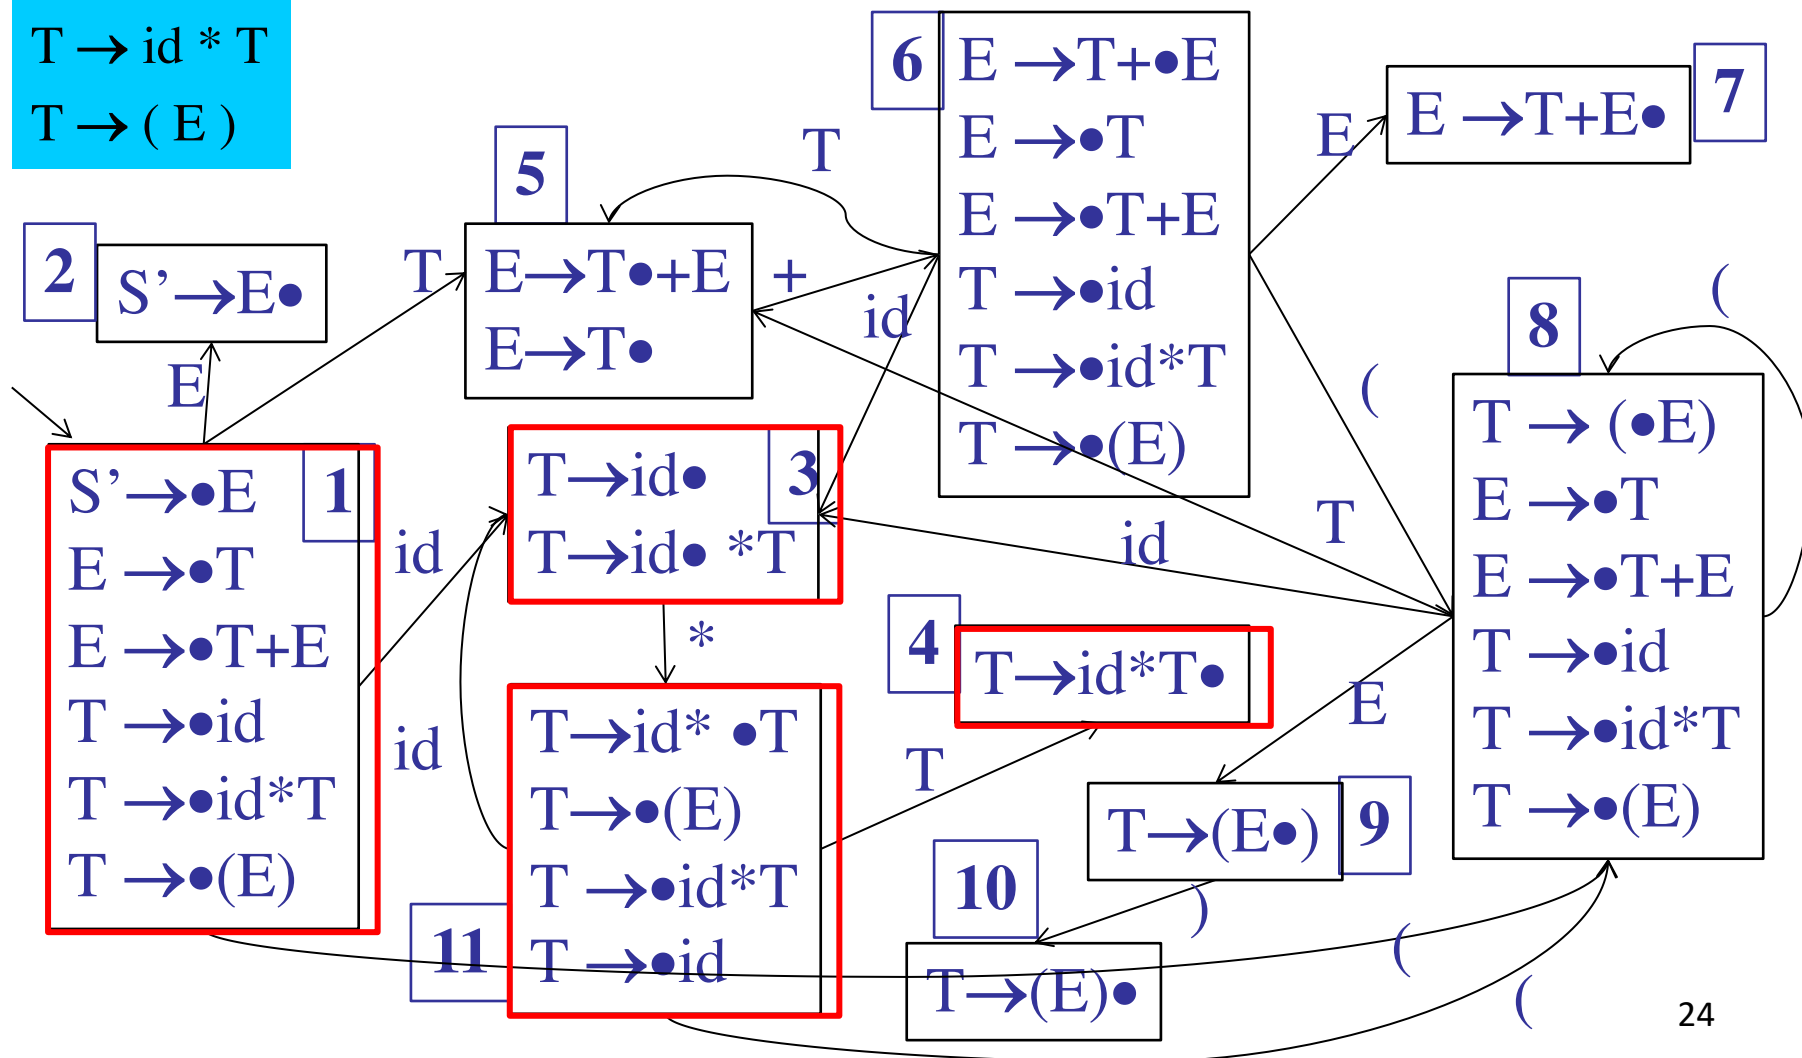 T → id * T
T → ( E )
2
S’→E●
E
T
5
E→T●+E
E→T●
+
T
id
6
E →T+●E
E →●T
E →●T+E
T →●id
T →●id*T
T →●(E)
E
E →T+E●
7
(
8
(
T → (●E)
E →●T
E →●T+E
T →●id
T →●id*T
T →●(E)
1
S’→●E
E →●T
E →●T+E
T →●id
T →●id*T
T →●(E)
id
id
3
T→id●
T→id● *T
*
id
T
4
T→id*T●
T
E
11
T→id* ●T
T→●(E)
T →●id*T
T →●id
T→(E●)
9
)
10
T→(E)●
(
(
24